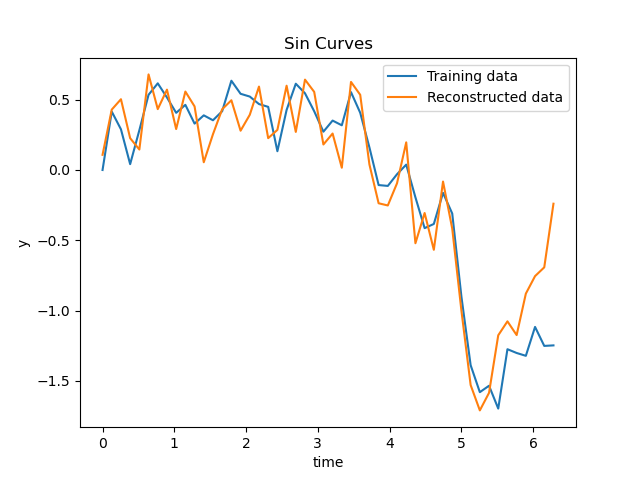 Sin Curves
Training data
Reconstructed data
0.5
0.0
−0.5
−1.0
−1.5
y
0 1 2 3 4 5 6
time